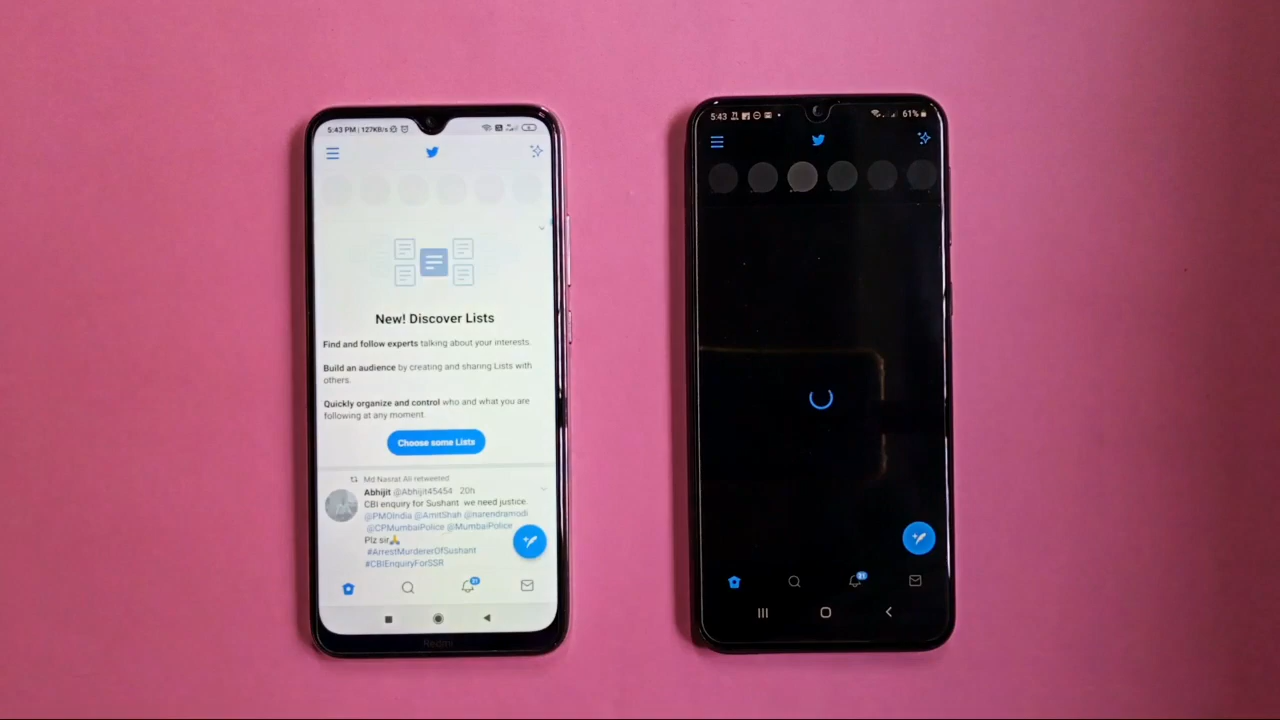 5:43 PM | 127KB/s
New! Discover Lists
Find and follow experts talking about your interests.
Build an audience by creating and sharing Lists with
others.
Quickly organize and control who and what you are
following at any moment.
Choose some Lists
Md Nasrat Ali retweeted
Abhijit @Abhijit45454 · 20h
CBI enquiry for Sushant we need justice.
@PMOIndia @AmitShah @narendramodi
@CPMumbaiPolice @MumbaiPolice
Plz sir🙏
#ArrestMurdererOfSushant
#CBIEnquiryForSSR
21
Redmi
5:43
61%
21